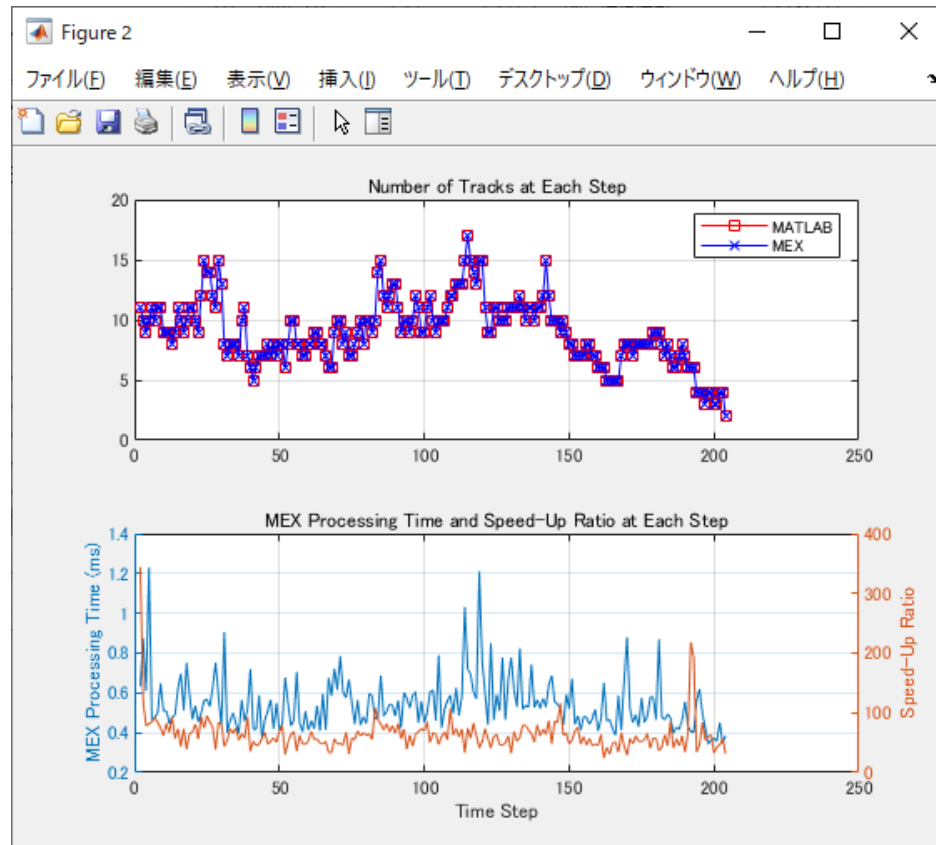 Figure 2
ファイル(F) 編集(E) 表示(V) 挿入(I) ツール(T) デスクトップ(D) ウィンドウ(W) ヘルプ(H)
Number of Tracks at Each Step
20
15
10
5
0
0 50 100 150 200 250
MATLAB
MEX
MEX Processing Time and Speed-Up Ratio at Each Step
MEX Processing Time (ms)
1.4
1.2
1
0.8
0.6
0.4
0.2
400
300
200
100
0
Speed-Up Ratio
0 50 100 150 200 250
Time Step